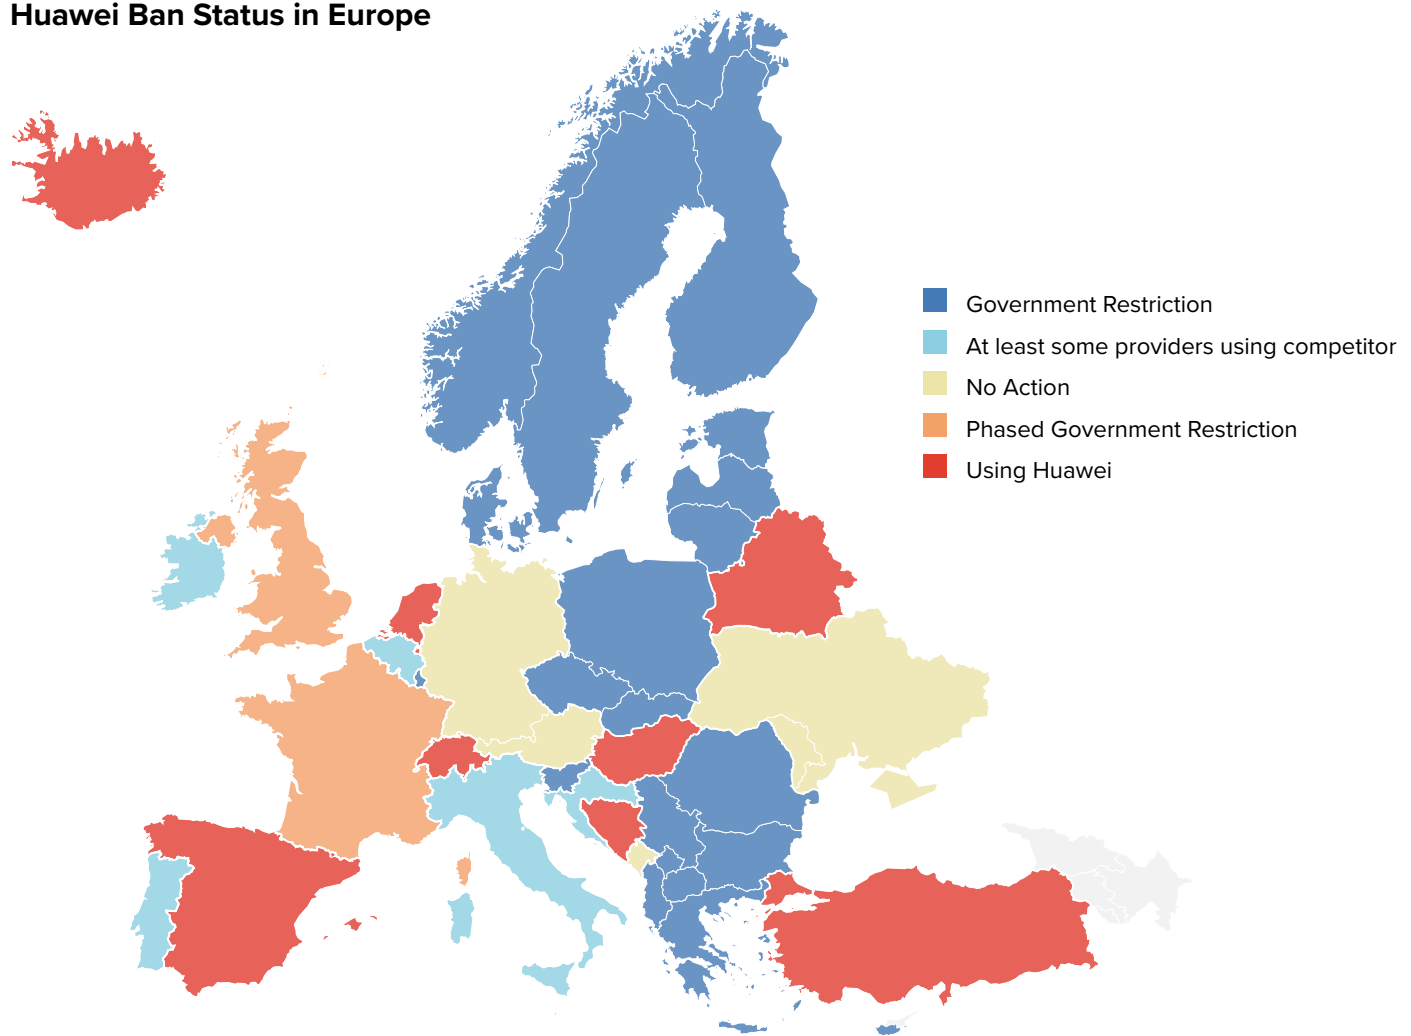 Huawei Ban Status in Europe
Government Restriction
At least some providers using competitor
No Action
Phased Government Restriction
Using Huawei